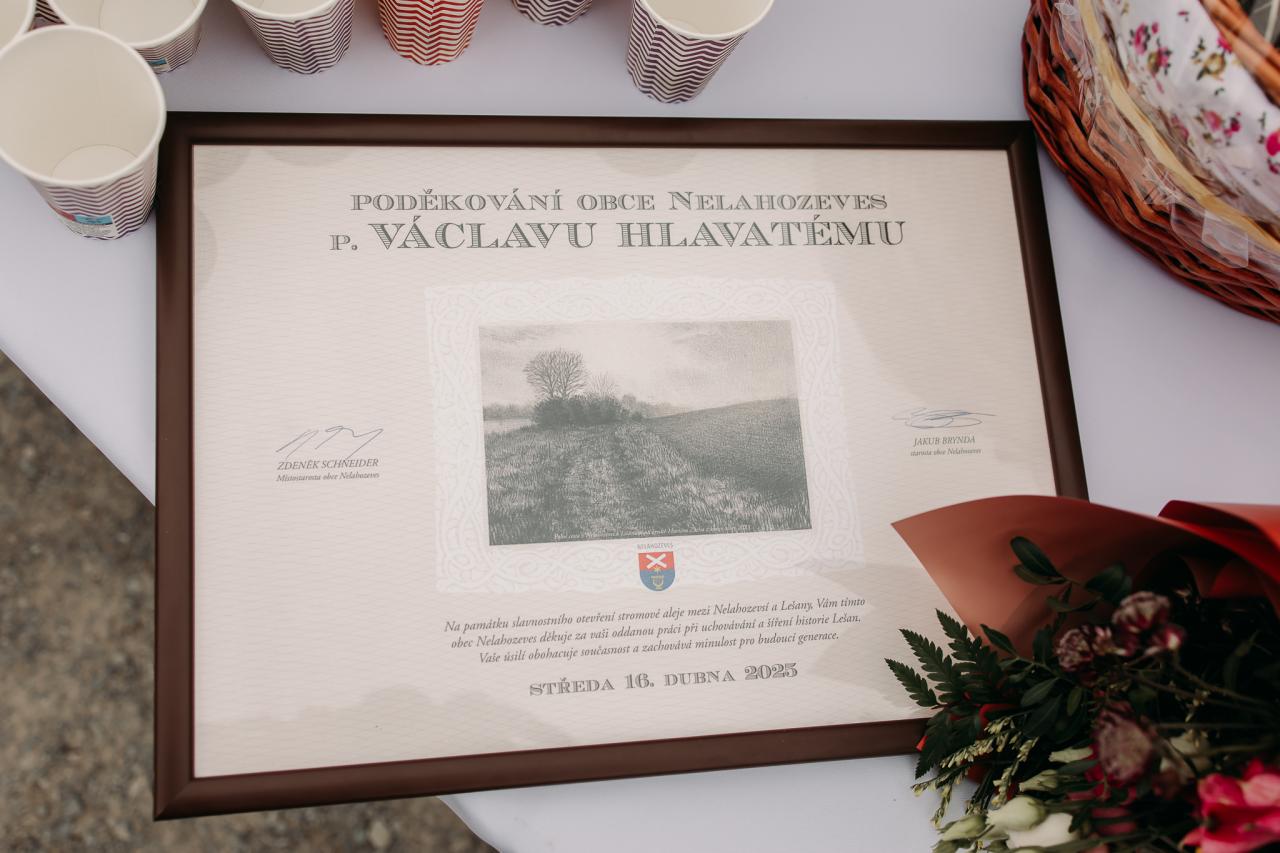 PODĚKOVÁNÍ OBCE NELAHOZEVES
P. VÁCLAVU HLAVATÉMU
ZDENĚK SCHNEIDER
Místostarosta obce Nelahozeves
JAKUB BRYNDA
starosta obce Nelahozeves
NELAHOZEVES
Na památku slavnostního otevření stromové aleje mezi Nelahozevsí a Lešany, Vám tímto
obec Nelahozeves děkuje za vaši oddanou práci při uchovávání a šíření historie Lešan.
Vaše úsilí obohacuje současnost a zachovává minulost pro budoucí generace.
STŘEDA 16. DUBNA 2025